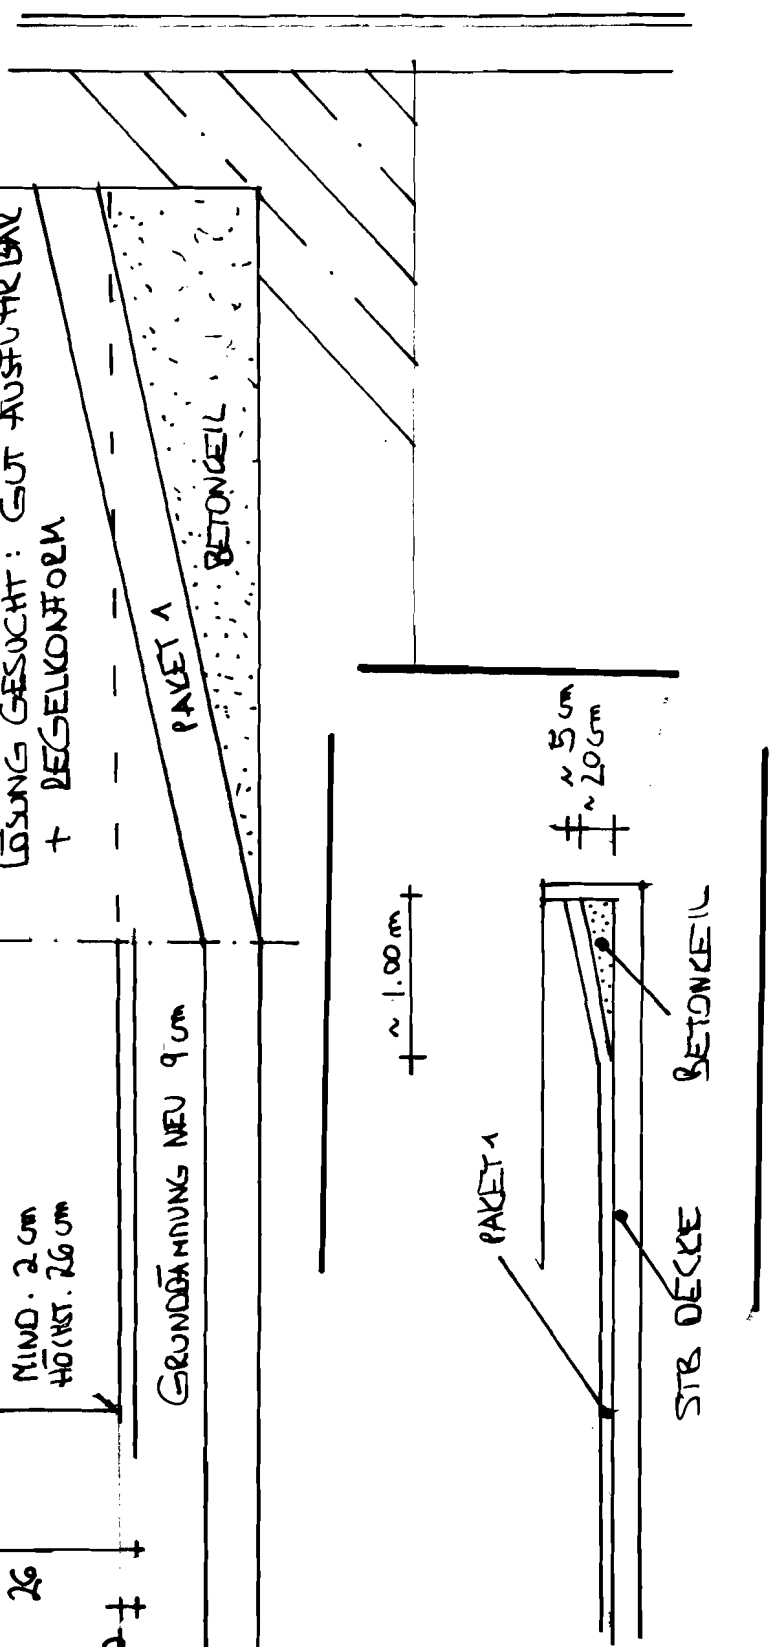 LÖSUNG GESUCHT: GUT AUSFÜHRBAR
+ REGELKONFORM
PAKET 1
BETONKEIL
MIND. 2 cm
HÖCHST. 26 cm
GRUNDDÄMMUNG NEU 9 cm
26
~ 5 cm
~ 20 cm
~ 1.00 m
PAKET 1
BETONKEIL
STB DECKE